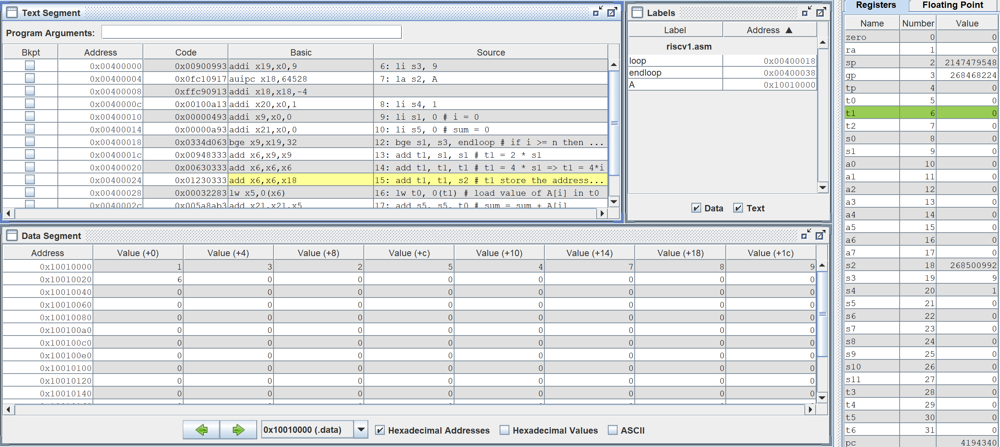 Text Segment
Program Arguments:
Bkpt Address Code Basic Source
0x00400000 0x00900993 addi x19,x0,9 6: li s3, 9
0x00400004 0x0fc10917 auipc x18,64528 7: la s2, A
0x00400008 0xffc90913 addi x18,x18,-4
0x0040000c 0x00100a13 addi x20,x0,1 8: li s4, 1
0x00400010 0x00000493 addi x9,x0,0 9: li s1, 0 # i = 0
0x00400014 0x00000a93 addi x21,x0,0 10: li s5, 0 # sum = 0
0x00400018 0x0334d063 bge x9,x19,32 12: bge s1, s3, endloop # if i >= n then ...
0x0040001c 0x00948333 add x6,x9,x9 13: add t1, s1, s1 # t1 = 2 * s1
0x00400020 0x00630333 add x6,x6,x6 14: add t1, t1, t1 # t1 = 4 * s1 => t1 = 4*i
0x00400024 0x01230333 add x6,x6,x18 15: add t1, t1, s2 # t1 store the address...
0x00400028 0x00032283 lw x5,0(x6) 16: lw t0, 0(t1) # load value of A[i] in t0
0x0040002c 0x005a8ab3 add x21,x21,x5 17: add s5, s5, t0 # sum = sum + A[i]
Labels
Label Address ▲
riscv1.asm
loop 0x00400018
endloop 0x00400038
A 0x10010000
Data Text
Data Segment
Address Value (+0) Value (+4) Value (+8) Value (+c) Value (+10) Value (+14) Value (+18) Value (+1c)
0x10010000 1 3 2 5 4 7 8 9
0x10010020 6 0 0 0 0 0 0 0
0x10010040 0 0 0 0 0 0 0 0
0x10010060 0 0 0 0 0 0 0 0
0x10010080 0 0 0 0 0 0 0 0
0x100100a0 0 0 0 0 0 0 0 0
0x100100c0 0 0 0 0 0 0 0 0
0x100100e0 0 0 0 0 0 0 0 0
0x10010100 0 0 0 0 0 0 0 0
0x10010120 0 0 0 0 0 0 0 0
0x10010140 0 0 0 0 0 0 0 0
0x10010000 (.data) Hexadecimal Addresses Hexadecimal Values ASCII
Registers Floating Point
Name Number Value
zero 0 0
ra 1 0
sp 2 2147479548
gp 3 268468224
tp 4 0
t0 5 0
t1 6 0
t2 7 0
s0 8 0
s1 9 0
a0 10 0
a1 11 0
a2 12 0
a3 13 0
a4 14 0
a5 15 0
a6 16 0
a7 17 0
s2 18 268500992
s3 19 9
s4 20 1
s5 21 0
s6 22 0
s7 23 0
s8 24 0
s9 25 0
s10 26 0
s11 27 0
t3 28 0
t4 29 0
t5 30 0
t6 31 0
pc 4194340